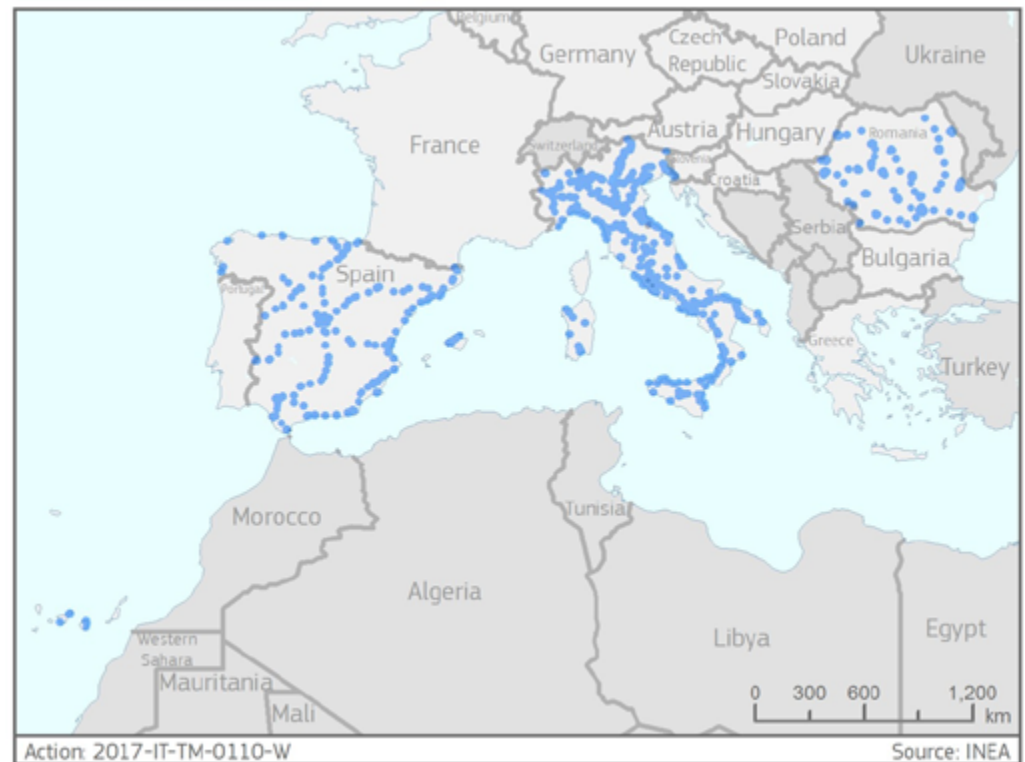 Belgium
Germany
Czech
Republic
Poland
Ukraine
Slovakia
France
Switzerland
Austria
Hungary
Romania
Slovenia
Croatia
Serbia
Bulgaria
Spain
Portugal
Greece
Turkey
Morocco
Tunisia
Algeria
Libya
Egypt
Western
Sahara
Mauritania
Mali
0 300 600 1,200
km
Action: 2017-IT-TM-0110-W
Source: INEA